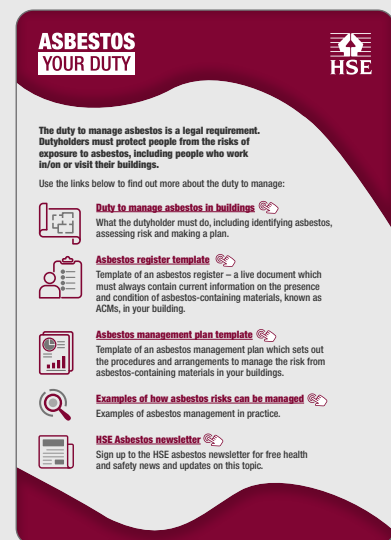 ASBESTOS
YOUR DUTY
HSE
The duty to manage asbestos is a legal requirement.
Dutyholders must protect people from the risks of
exposure to asbestos, including people who work
in/on or visit their buildings.
Use the links below to find out more about the duty to manage:
Duty to manage asbestos in buildings
What the dutyholder must do, including identifying asbestos,
assessing risk and making a plan.
Asbestos register template
Template of an asbestos register – a live document which
must always contain current information on the presence
and condition of asbestos-containing materials, known as
ACMs, in your building.
Asbestos management plan template
Template of an asbestos management plan which sets out
the procedures and arrangements to manage the risk from
asbestos-containing materials in your buildings.
Examples of how asbestos risks can be managed
Examples of asbestos management in practice.
HSE Asbestos newsletter
Sign up to the HSE asbestos newsletter for free health
and safety news and updates on this topic.